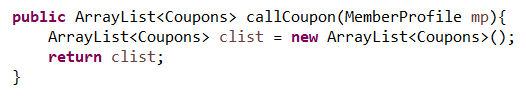 public ArrayList<Coupons> callCoupon(MemberProfile mp){
    ArrayList<Coupons> clist = new ArrayList<Coupons>();
    return clist;
}